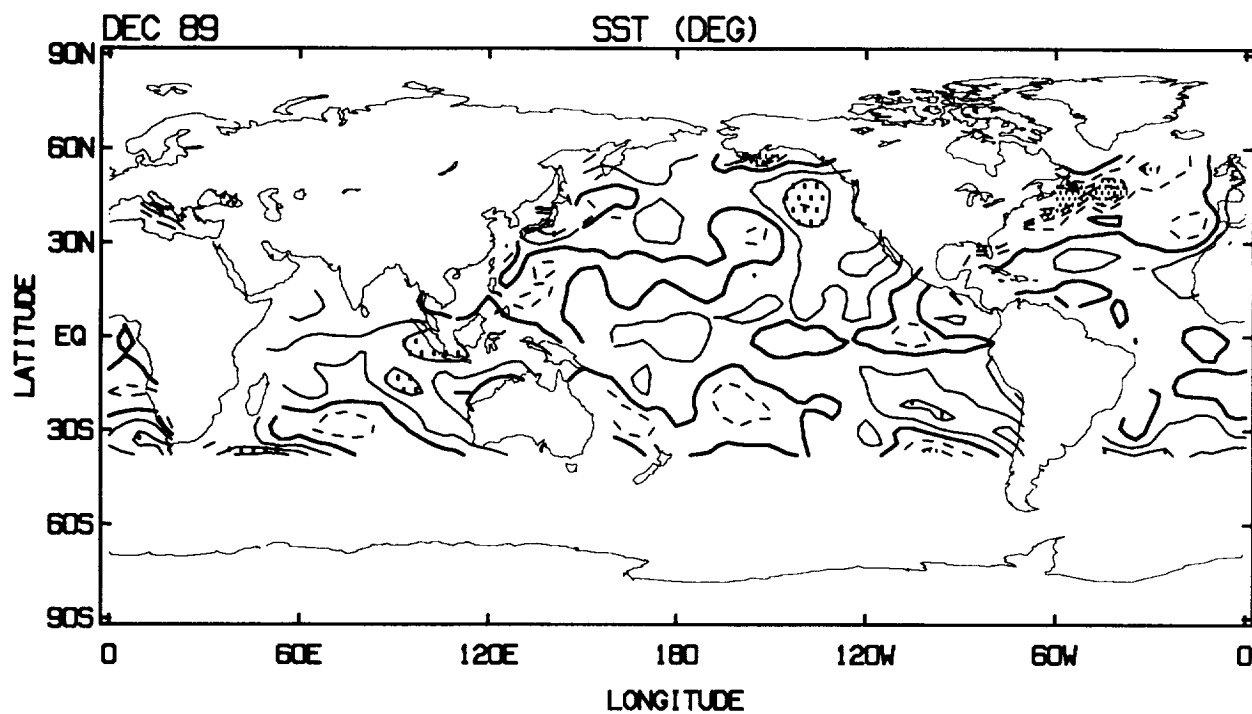 DEC 89 SST (DEG)
90N
60N
30N
EQ
30S
60S
90S
LATITUDE
0 60E 120E 180 120W 60W 0
LONGITUDE